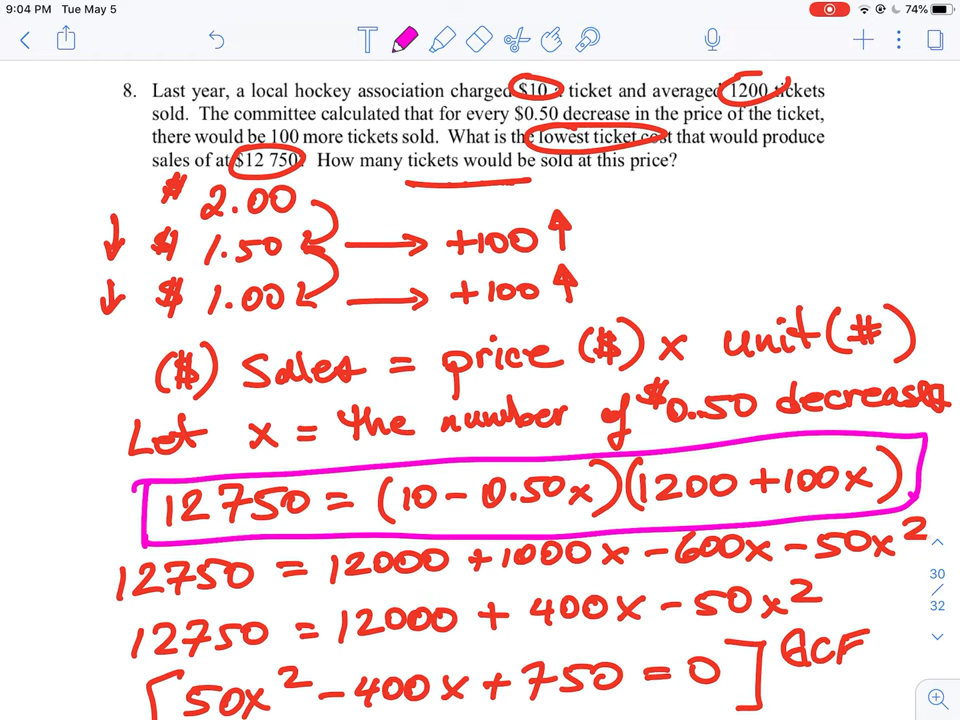 9:04 PM Tue May 5 74%
8. Last year, a local hockey association charged $10 a ticket and averaged 1200 tickets
sold. The committee calculated that for every $0.50 decrease in the price of the ticket,
there would be 100 more tickets sold. What is the lowest ticket cost that would produce
sales of at $12 750? How many tickets would be sold at this price?
$ 2.00
↓ $ 1.50 → +100 ↑
↓ $ 1.00 → +100 ↑
($) Sales = price ($) x unit(#)
Let x = the number of $0.50 decreases
12750 = (10 - 0.50x)(1200 + 100x)
12750 = 12000 + 1000x - 600x - 50x²
12750 = 12000 + 400x - 50x²
[50x² - 400x + 750 = 0] GCF
30
/
32